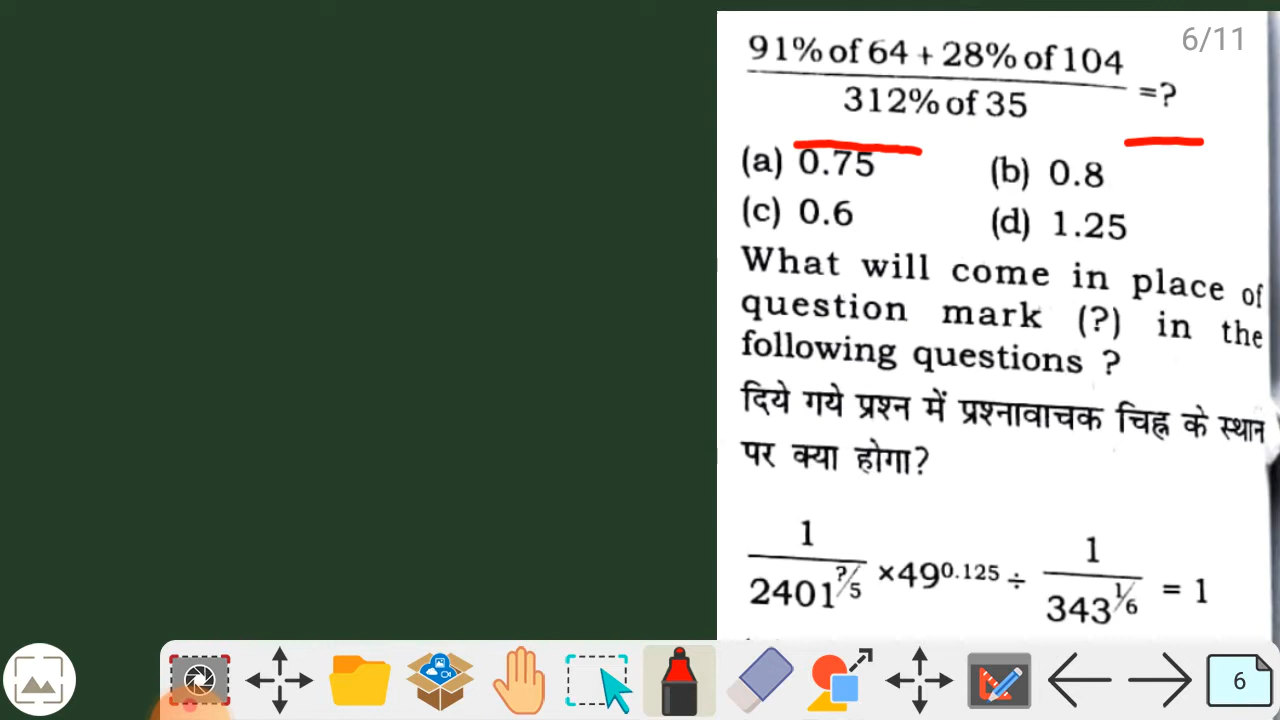 6/11
91% of 64 + 28% of 104
312% of 35
=?
(a) 0.75 (b) 0.8
(c) 0.6 (d) 1.25
What will come in place of
question mark (?) in the
following questions ?
दिये गये प्रश्न में प्रश्नावाचक चिह्न के स्थान
पर क्या होगा?
1/2401^?/5 ×49^0.125 ÷ 1/343^1/6 = 1
6